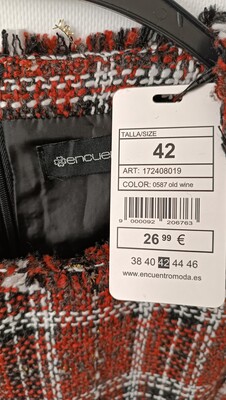 encuent
TALLA/SIZE
42
ART: 172408019
COLOR: 0587 old wine
9 000092 206763
26,99 €
38 40 42 44 46
www.encuentromoda.es